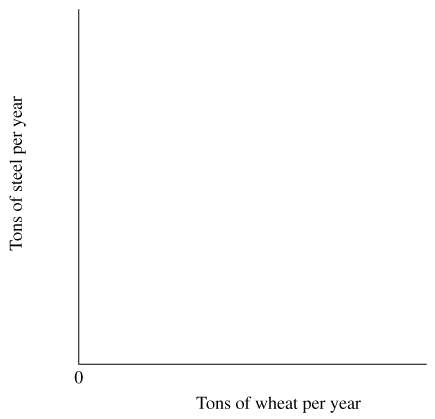 Tons of steel per year
0
Tons of wheat per year